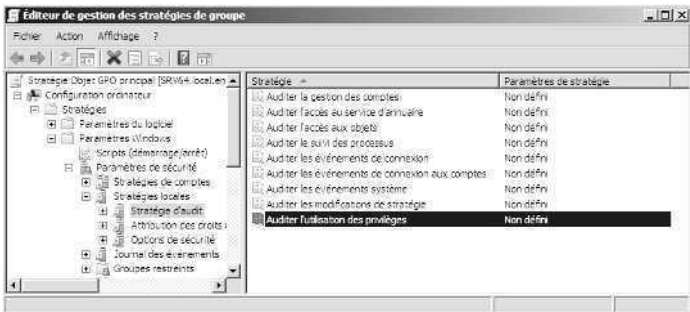 Éditeur de gestion des stratégies de groupe
Fichier Action Affichage ?
Stratégie Objet GPO principal [SRV64.local.en
Configuration ordinateur
Stratégies
Paramètres du logiciel
Paramètres Windows
Scripts (démarrage/arrêt)
Paramètres de sécurité
Stratégies de comptes
Stratégies locales
Stratégie d'audit
Attribution des droits
Options de sécurité
Journal des événements
Groupes restreints
Stratégie Paramètres de stratégie
Auditer la gestion des comptes Non défini
Auditer l'accès au service d'annuaire Non défini
Auditer l'accès aux objets Non défini
Auditer le suivi des processus Non défini
Auditer les événements de connexion Non défini
Auditer les événements de connexion aux comptes Non défini
Auditer les événements système Non défini
Auditer les modifications de stratégie Non défini
Auditer l'utilisation des privilèges Non défini